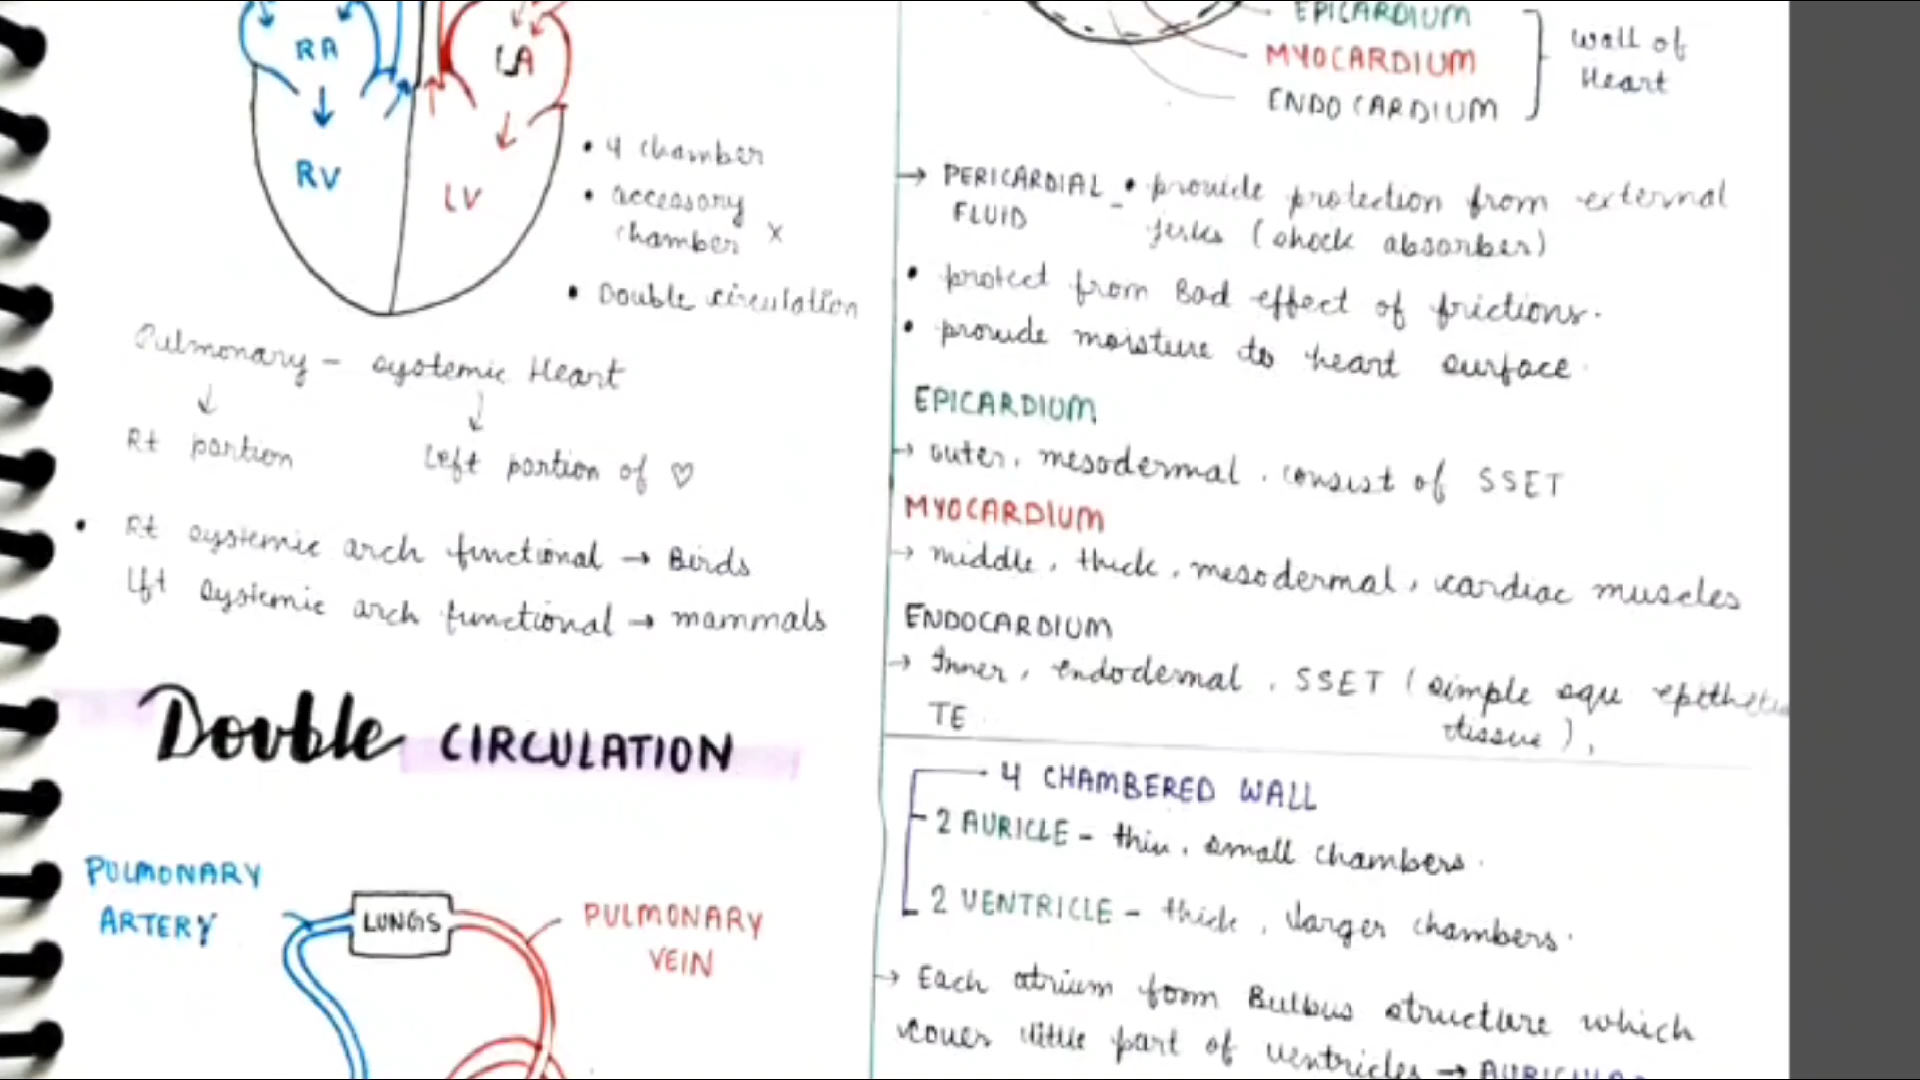 RA
LA
RV
LV
• 4 chamber
• accessory
chamber ×
• Double circulation
Pulmonary - systemic Heart
↓ ↓
Rt portion Left portion of ♡
• Rt systemic arch functional → Birds
Lft systemic arch functional → mammals
Double CIRCULATION
PULMONARY
ARTERY
LUNGS
PULMONARY
VEIN
EPICARDIUM
MYOCARDIUM
ENDOCARDIUM
Wall of
Heart
→ PERICARDIAL - • provide protection from external
FLUID jerks (shock absorber)
• protect from Bad effect of frictions.
• provide moisture to heart surface.
EPICARDIUM
→ outer, mesodermal, consist of SSET
MYOCARDIUM
→ middle, thick, mesodermal, cardiac muscles
ENDOCARDIUM
→ Inner, endodermal, SSET (simple squ
TE tissue),
4 CHAMBERED WALL
2 AURICLE - thin, small chambers.
2 VENTRICLE - thick, larger chambers.
→ Each atrium form Bulbus structure which
cover little part of ventricles →